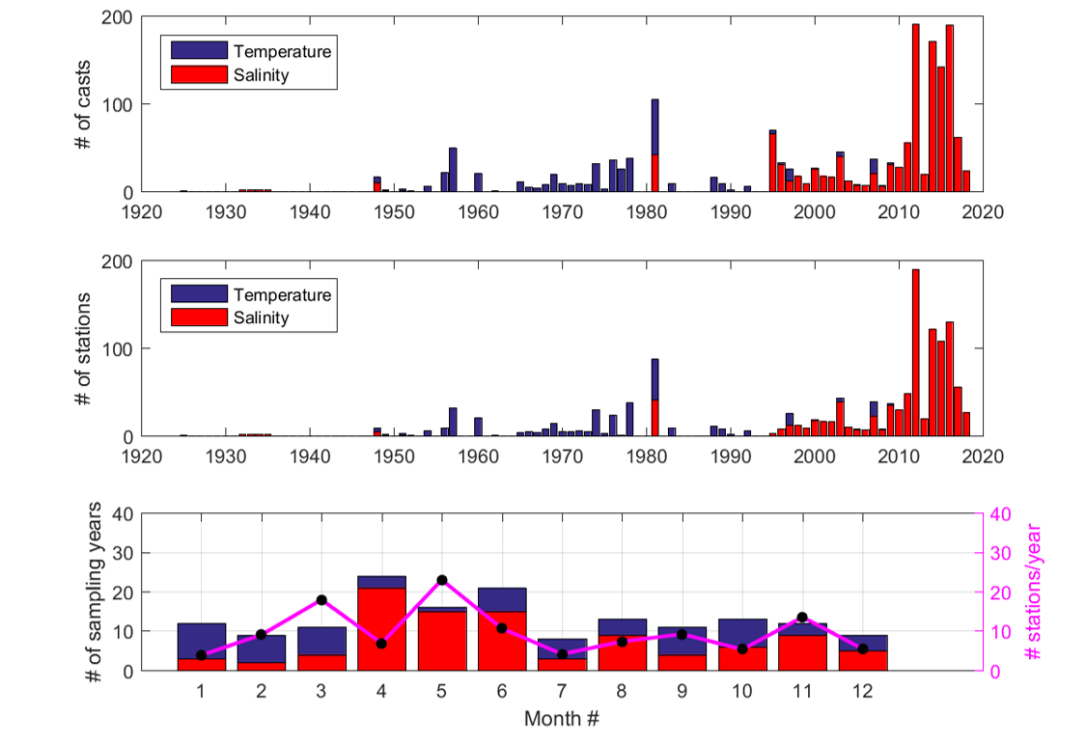 200
100
0
# of casts
Temperature
Salinity
1920 1930 1940 1950 1960 1970 1980 1990 2000 2010 2020
200
100
0
# of stations
Temperature
Salinity
1920 1930 1940 1950 1960 1970 1980 1990 2000 2010 2020
40
30
20
10
0
# of sampling years
40
30
20
10
0
# stations/year
1 2 3 4 5 6 7 8 9 10 11 12
Month #